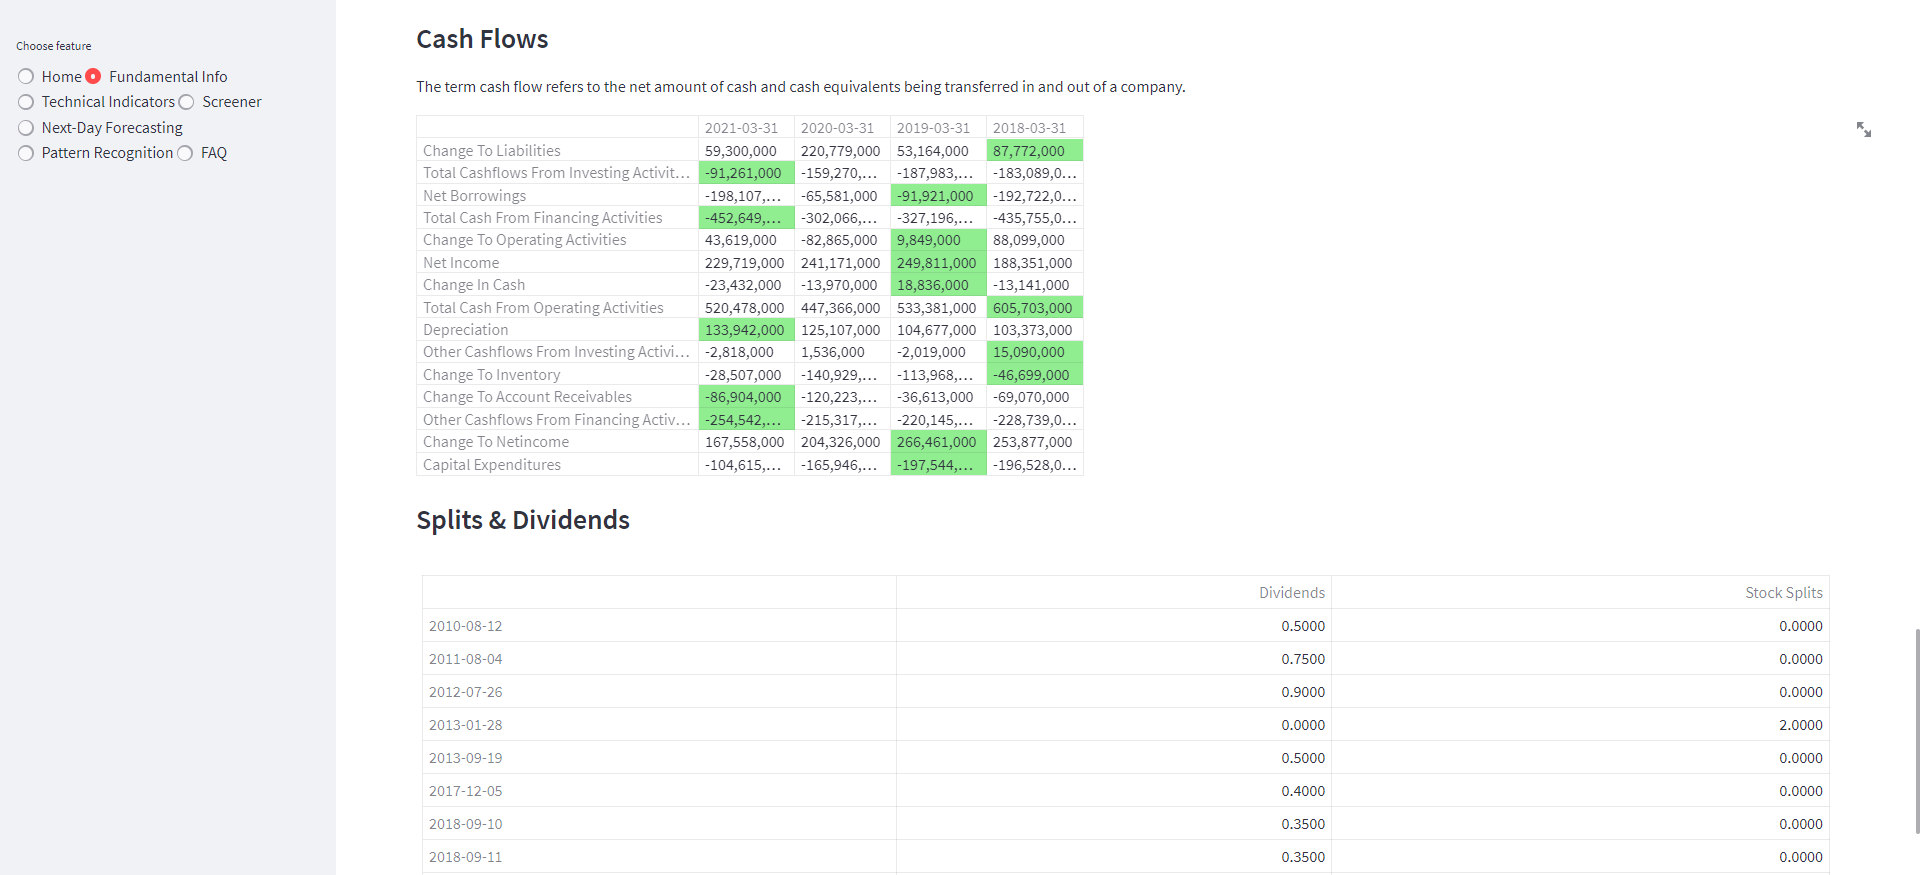 Choose feature
Home Fundamental Info
Technical Indicators Screener
Next-Day Forecasting
Pattern Recognition FAQ
Cash Flows
The term cash flow refers to the net amount of cash and cash equivalents being transferred in and out of a company.
2021-03-31 2020-03-31 2019-03-31 2018-03-31
Change To Liabilities 59,300,000 220,779,000 53,164,000 87,772,000
Total Cashflows From Investing Activit... -91,261,000 -159,270,... -187,983,... -183,089,0...
Net Borrowings -198,107,... -65,581,000 -91,921,000 -192,722,0...
Total Cash From Financing Activities -452,649,... -302,066,... -327,196,... -435,755,0...
Change To Operating Activities 43,619,000 -82,865,000 9,849,000 88,099,000
Net Income 229,719,000 241,171,000 249,811,000 188,351,000
Change In Cash -23,432,000 -13,970,000 18,836,000 -13,141,000
Total Cash From Operating Activities 520,478,000 447,366,000 533,381,000 605,703,000
Depreciation 133,942,000 125,107,000 104,677,000 103,373,000
Other Cashflows From Investing Activi... -2,818,000 1,536,000 -2,019,000 15,090,000
Change To Inventory -28,507,000 -140,929,... -113,968,... -46,699,000
Change To Account Receivables -86,904,000 -120,223,... -36,613,000 -69,070,000
Other Cashflows From Financing Activ... -254,542,... -215,317,... -220,145,... -228,739,0...
Change To Netincome 167,558,000 204,326,000 266,461,000 253,877,000
Capital Expenditures -104,615,... -165,946,... -197,544,... -196,528,0...
Splits & Dividends
Dividends Stock Splits
2010-08-12 0.5000 0.0000
2011-08-04 0.7500 0.0000
2012-07-26 0.9000 0.0000
2013-01-28 0.0000 2.0000
2013-09-19 0.5000 0.0000
2017-12-05 0.4000 0.0000
2018-09-10 0.3500 0.0000
2018-09-11 0.3500 0.0000